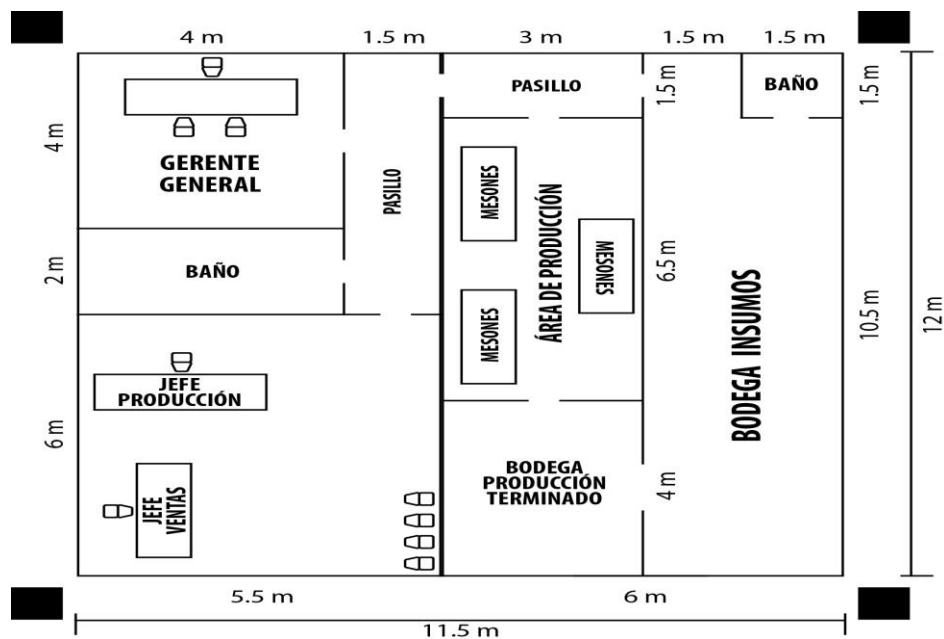 4 m
1.5 m
3 m
1.5 m
1.5 m
4 m
GERENTE
GENERAL
PASILLO
PASILLO
1.5 m
BAÑO
1.5 m
2 m
BAÑO
MESONES
MESONES
MESONES
ÁREA DE PRODUCCIÓN
6.5 m
BODEGA INSUMOS
10.5 m
12 m
6 m
JEFE
PRODUCCIÓN
JEFE
VENTAS
BODEGA
PRODUCCIÓN
TERMINADO
4 m
5.5 m
6 m
11.5 m